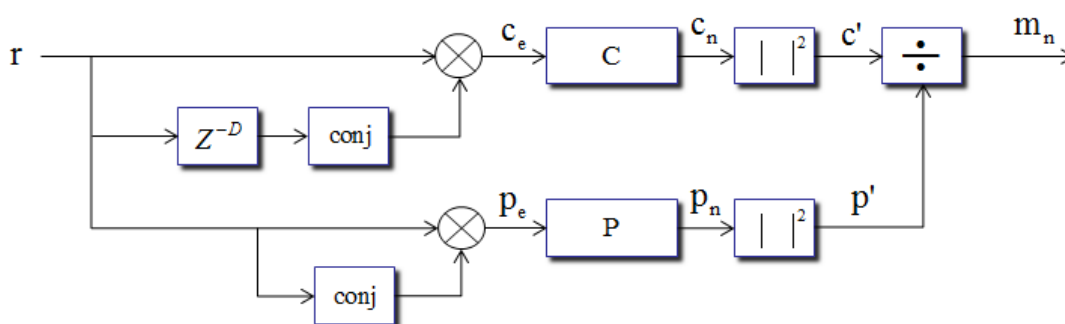 r
c_e
C
c_n
| |²
c'
÷
m_n
Z^{-D}
conj
p_e
P
p_n
| |²
p'
conj